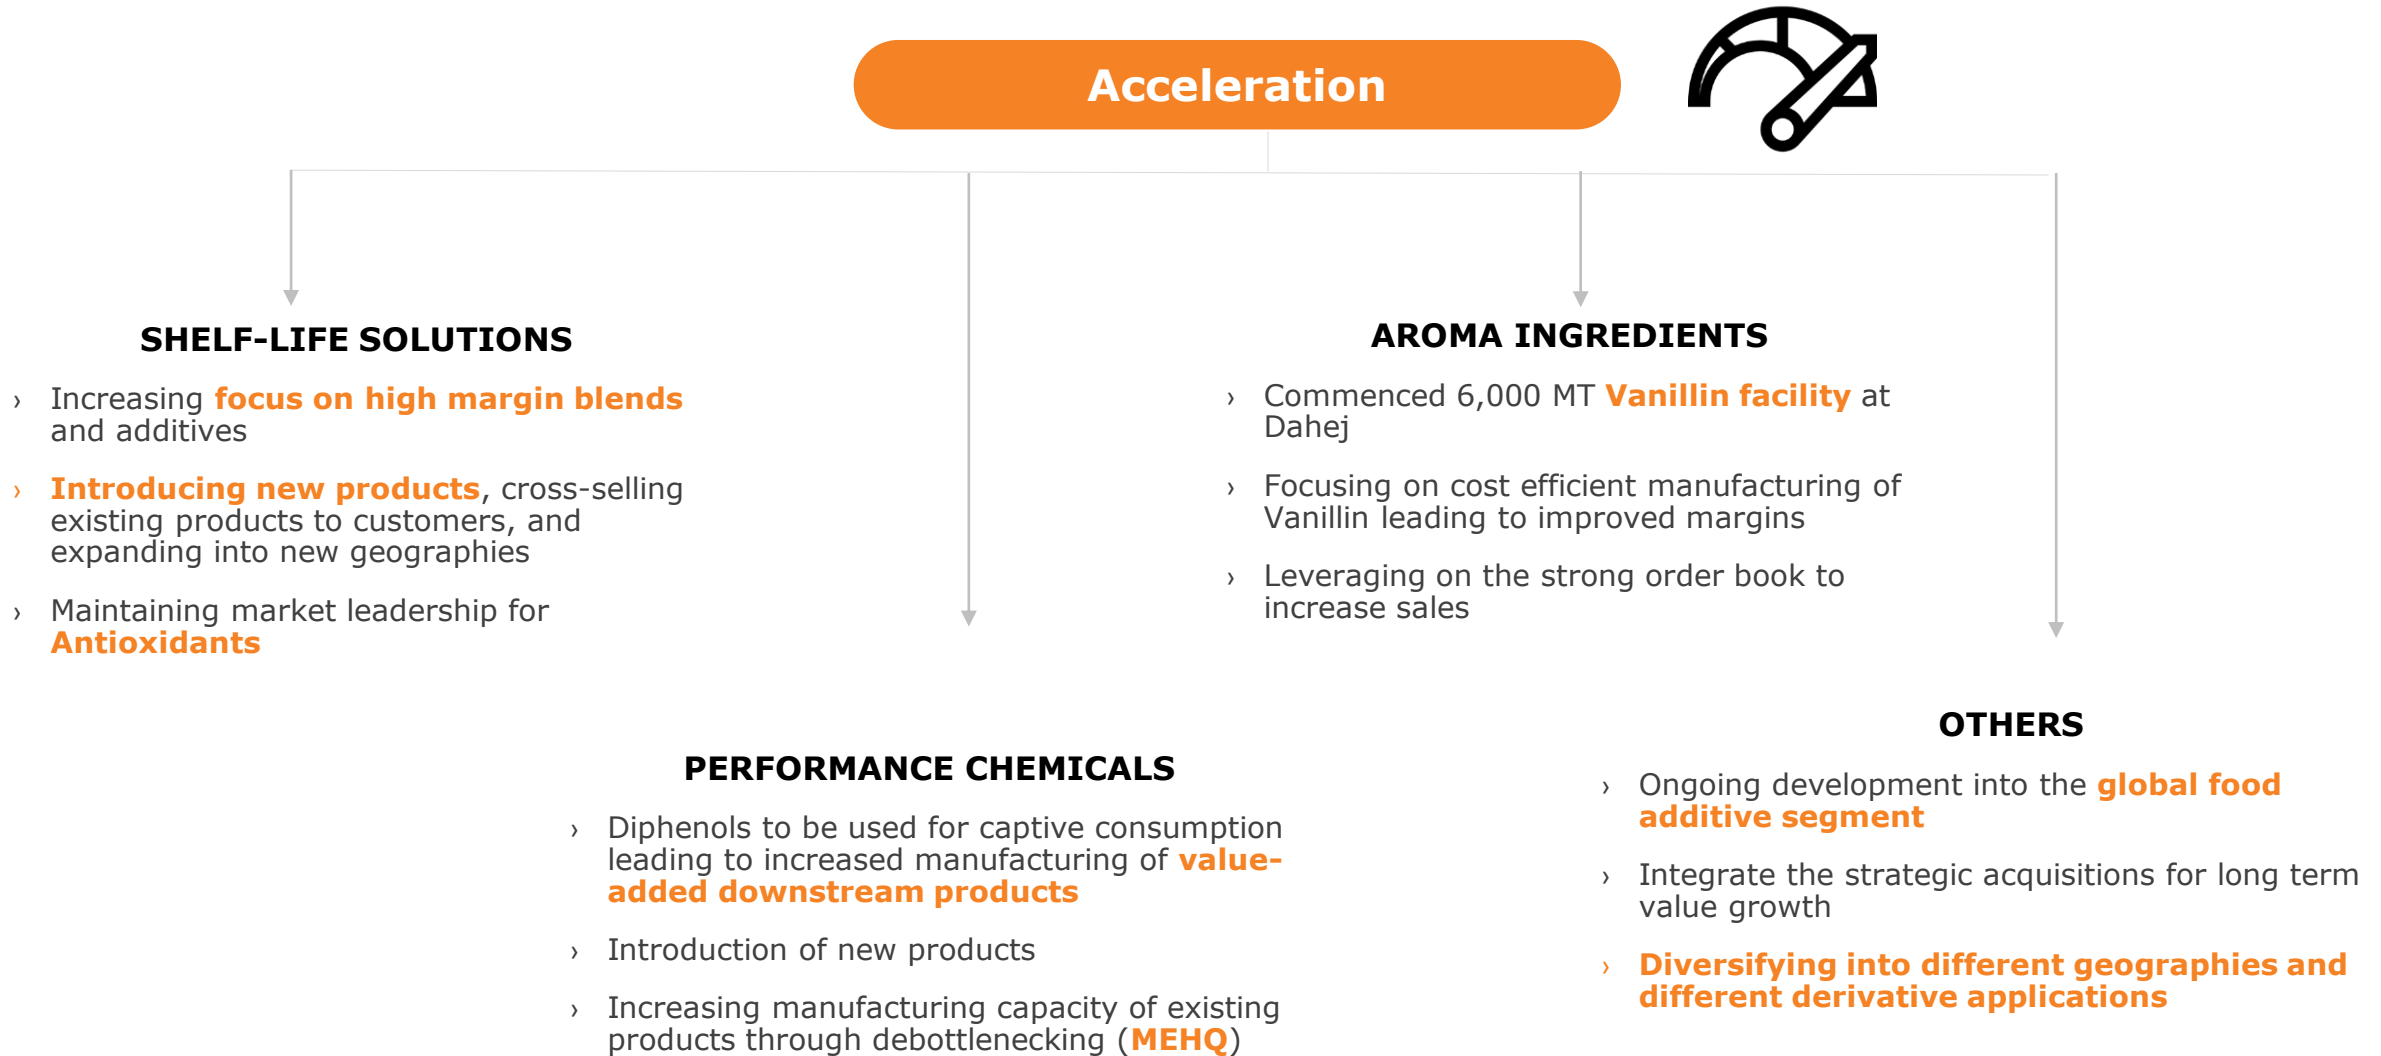 Acceleration
SHELF-LIFE SOLUTIONS
› Increasing focus on high margin blends
and additives
› Introducing new products, cross-selling
existing products to customers, and
expanding into new geographies
› Maintaining market leadership for
Antioxidants
AROMA INGREDIENTS
› Commenced 6,000 MT Vanillin facility at
Dahej
› Focusing on cost efficient manufacturing of
Vanillin leading to improved margins
› Leveraging on the strong order book to
increase sales
PERFORMANCE CHEMICALS
› Diphenols to be used for captive consumption
leading to increased manufacturing of value-
added downstream products
› Introduction of new products
› Increasing manufacturing capacity of existing
products through debottlenecking (MEHQ)
OTHERS
› Ongoing development into the global food
additive segment
› Integrate the strategic acquisitions for long term
value growth
› Diversifying into different geographies and
different derivative applications